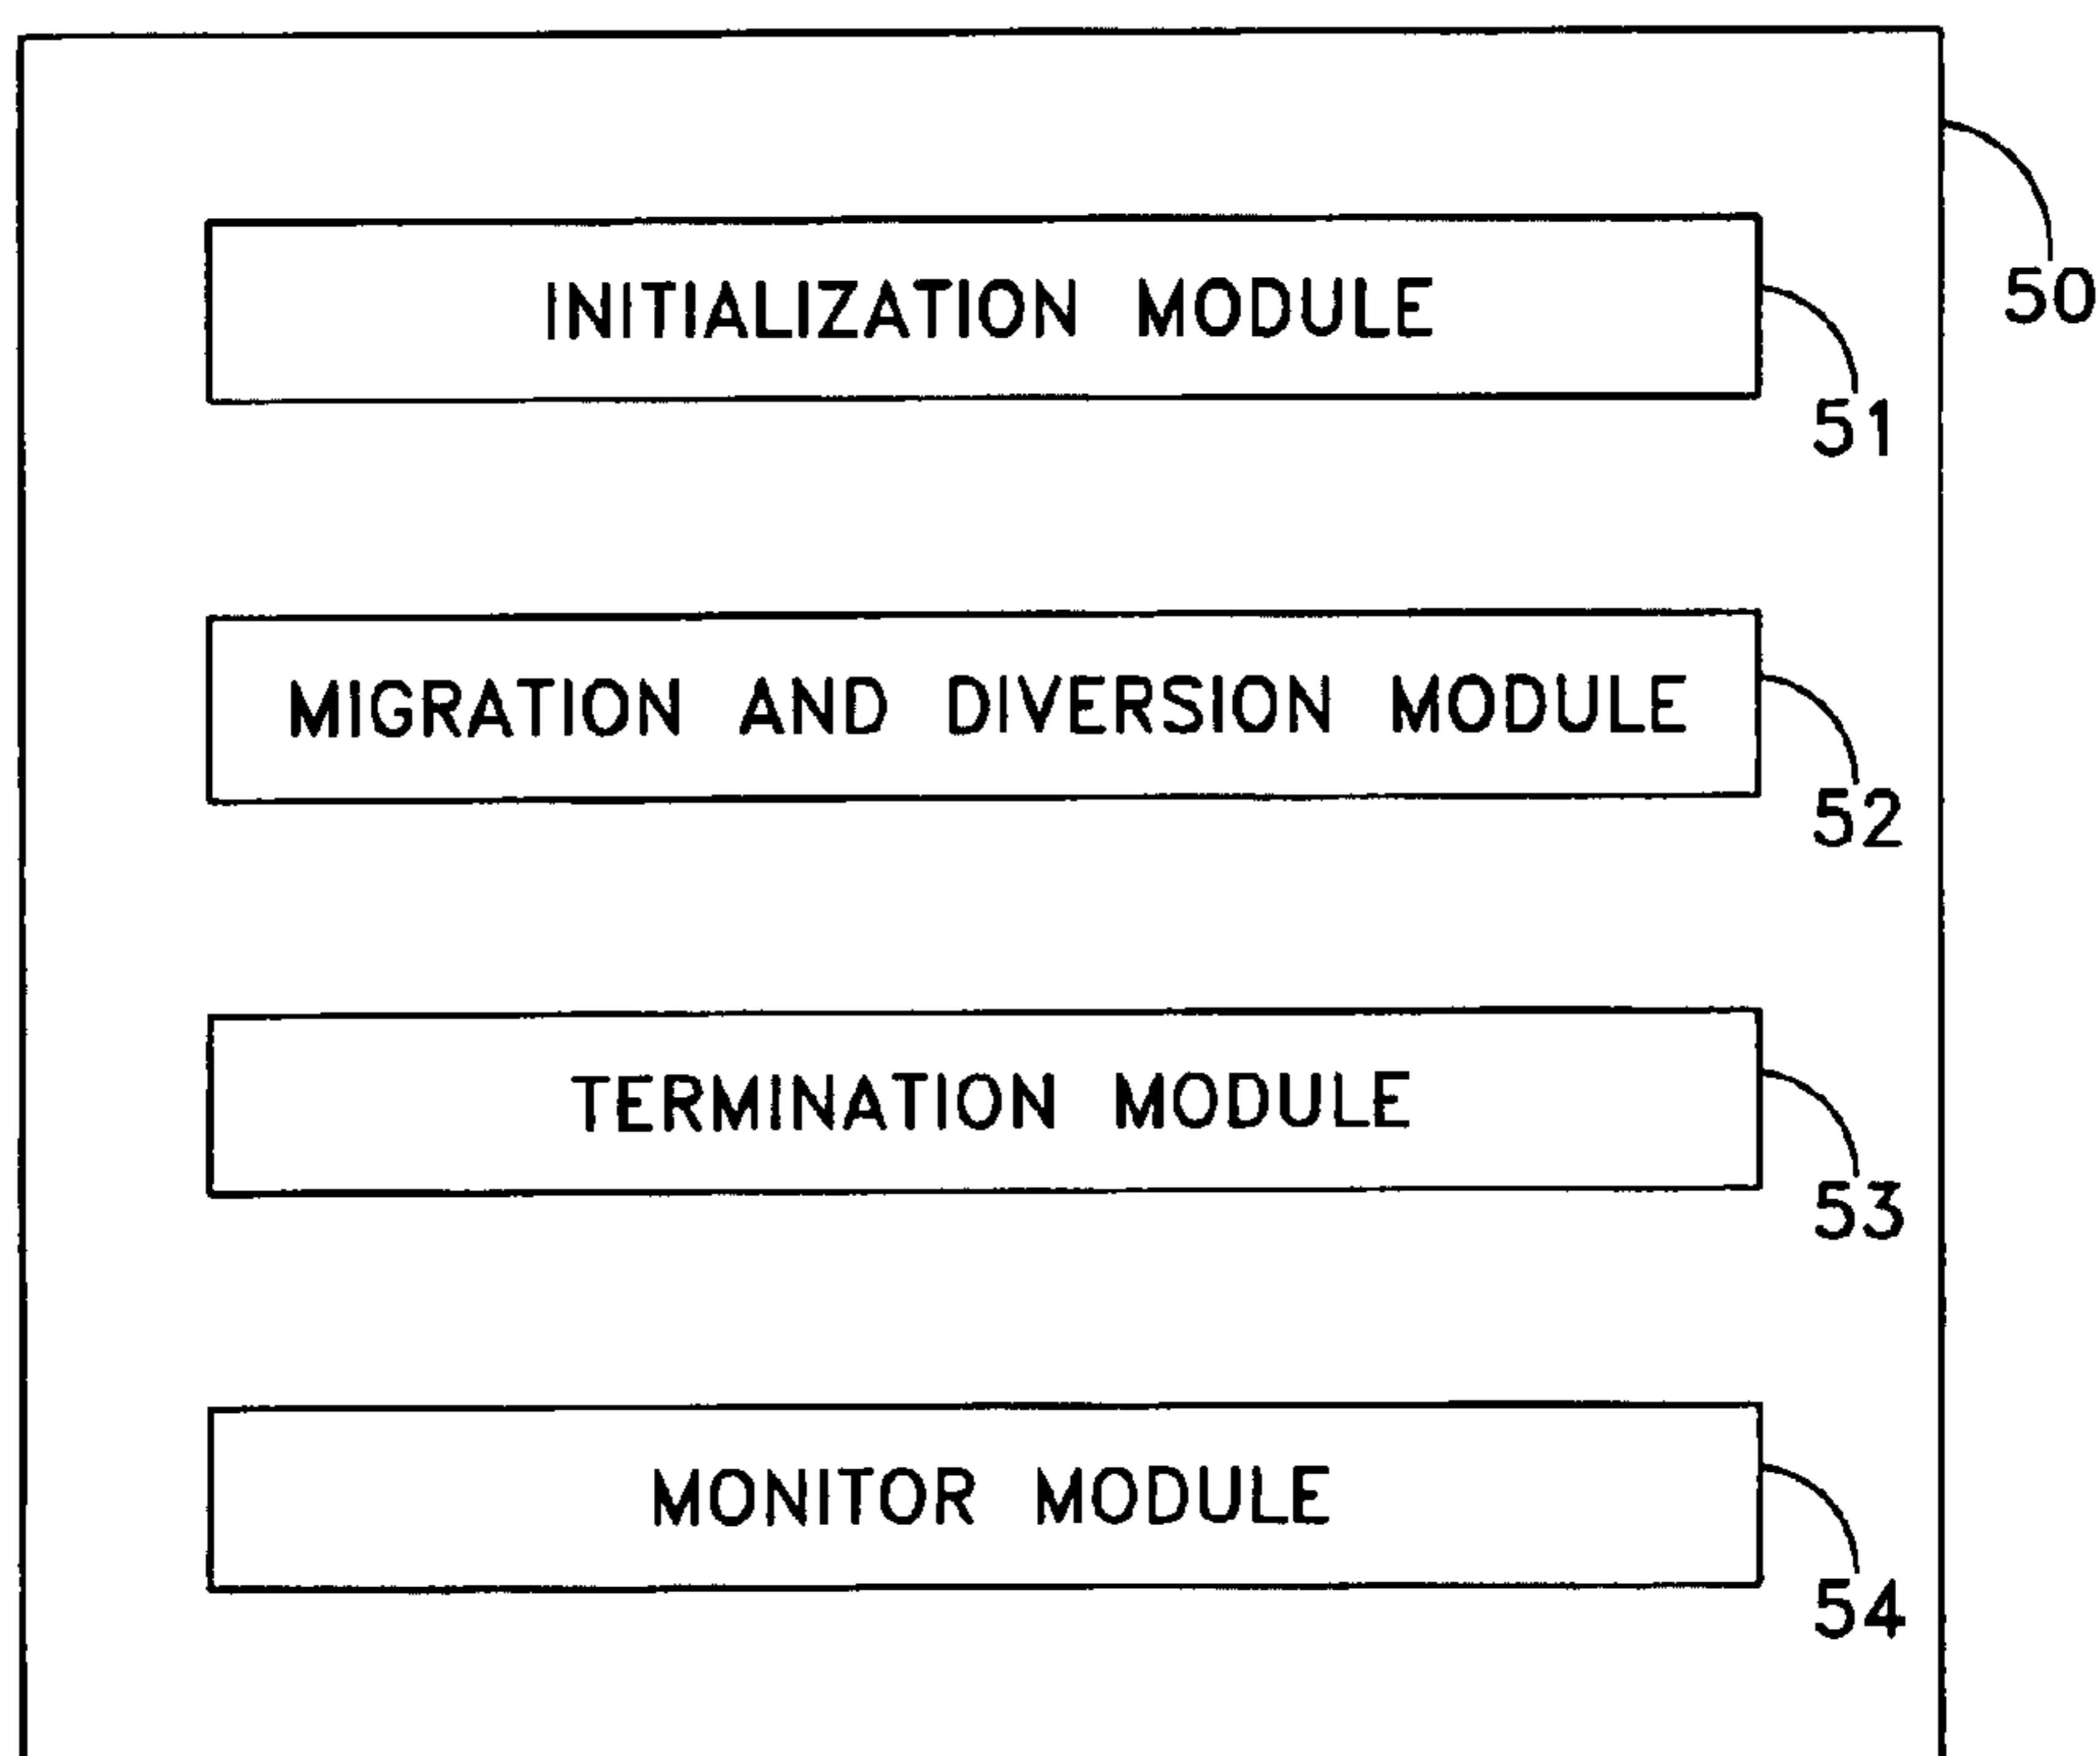 INITIALIZATION MODULE
50
51
MIGRATION AND DIVERSION MODULE
52
TERMINATION MODULE
53
MONITOR MODULE
54